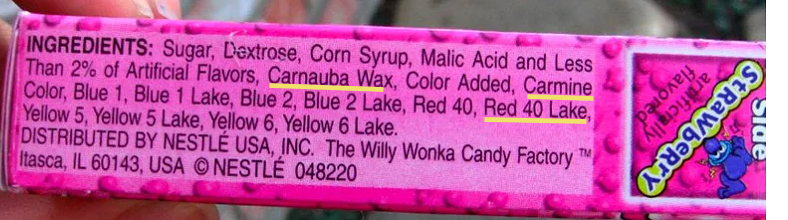 INGREDIENTS: Sugar, Dextrose, Corn Syrup, Malic Acid and Less
Than 2% of Artificial Flavors, Carnauba Wax, Color Added, Carmine
Color, Blue 1, Blue 1 Lake, Blue 2, Blue 2 Lake, Red 40, Red 40 Lake,
Yellow 5, Yellow 5 Lake, Yellow 6, Yellow 6 Lake.
DISTRIBUTED BY NESTLÉ USA, INC. The Willy Wonka Candy Factory ™
Itasca, IL 60143, USA © NESTLÉ 048220
artificially
flavored
STRAWBERRY
Side